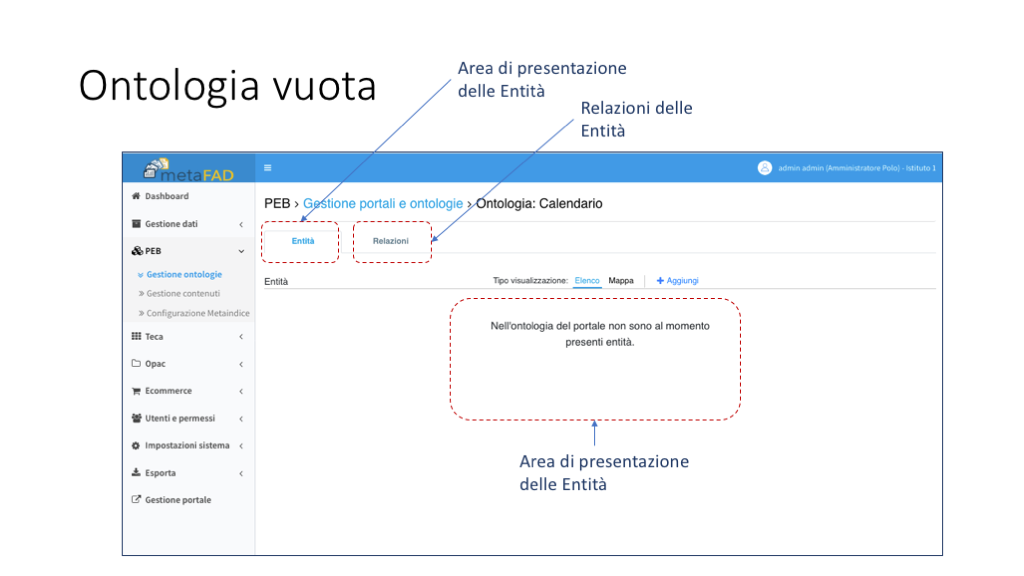 Ontologia vuota
Area di presentazione
delle Entità
Relazioni delle
Entità
metaFAD
admin admin (Amministratore Polo) - Istituto 1
Dashboard
Gestione dati
PEB
Gestione ontologie
Gestione contenuti
Configurazione Metaindice
Teca
Opac
Ecommerce
Utenti e permessi
Impostazioni sistema
Esporta
Gestione portale
PEB › Gestione portali e ontologie › Ontologia: Calendario
Entità
Relazioni
Entità
Tipo visualizzazione: Elenco Mappa + Aggiungi
Nell'ontologia del portale non sono al momento
presenti entità.
Area di presentazione
delle Entità